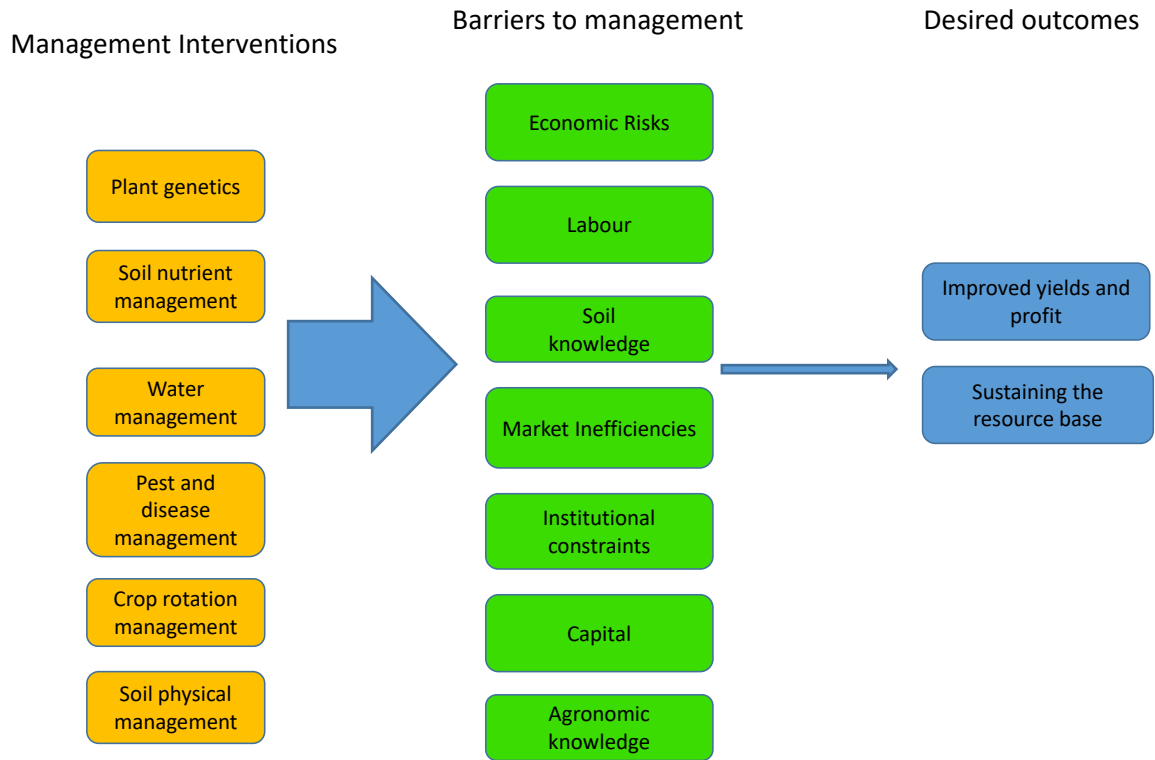 Management Interventions
Barriers to management
Desired outcomes
Plant genetics
Soil nutrient
management
Water
management
Pest and
disease
management
Crop rotation
management
Soil physical
management
Economic Risks
Labour
Soil
knowledge
Market Inefficiencies
Institutional
constraints
Capital
Agronomic
knowledge
Improved yields and
profit
Sustaining the
resource base